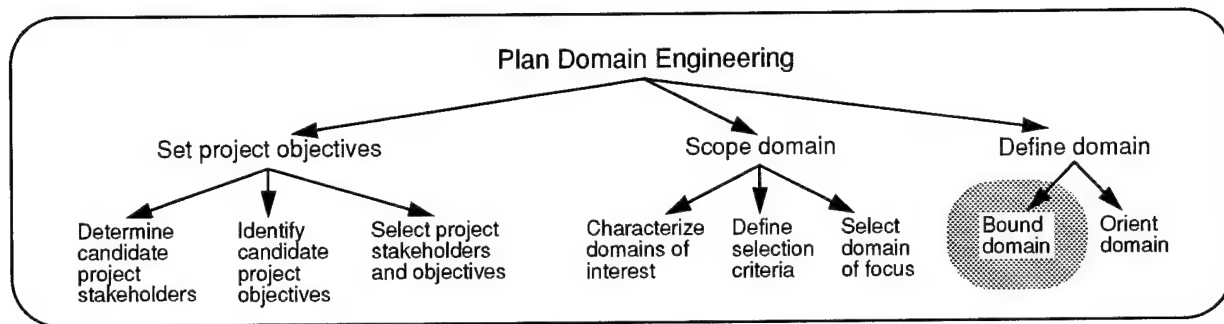 Plan Domain Engineering
Set project objectives
Scope domain
Define domain
Determine
candidate
project
stakeholders
Identify
candidate
project
objectives
Select project
stakeholders
and objectives
Characterize
domains of
interest
Define
selection
criteria
Select
domain
of focus
Bound
domain
Orient
domain